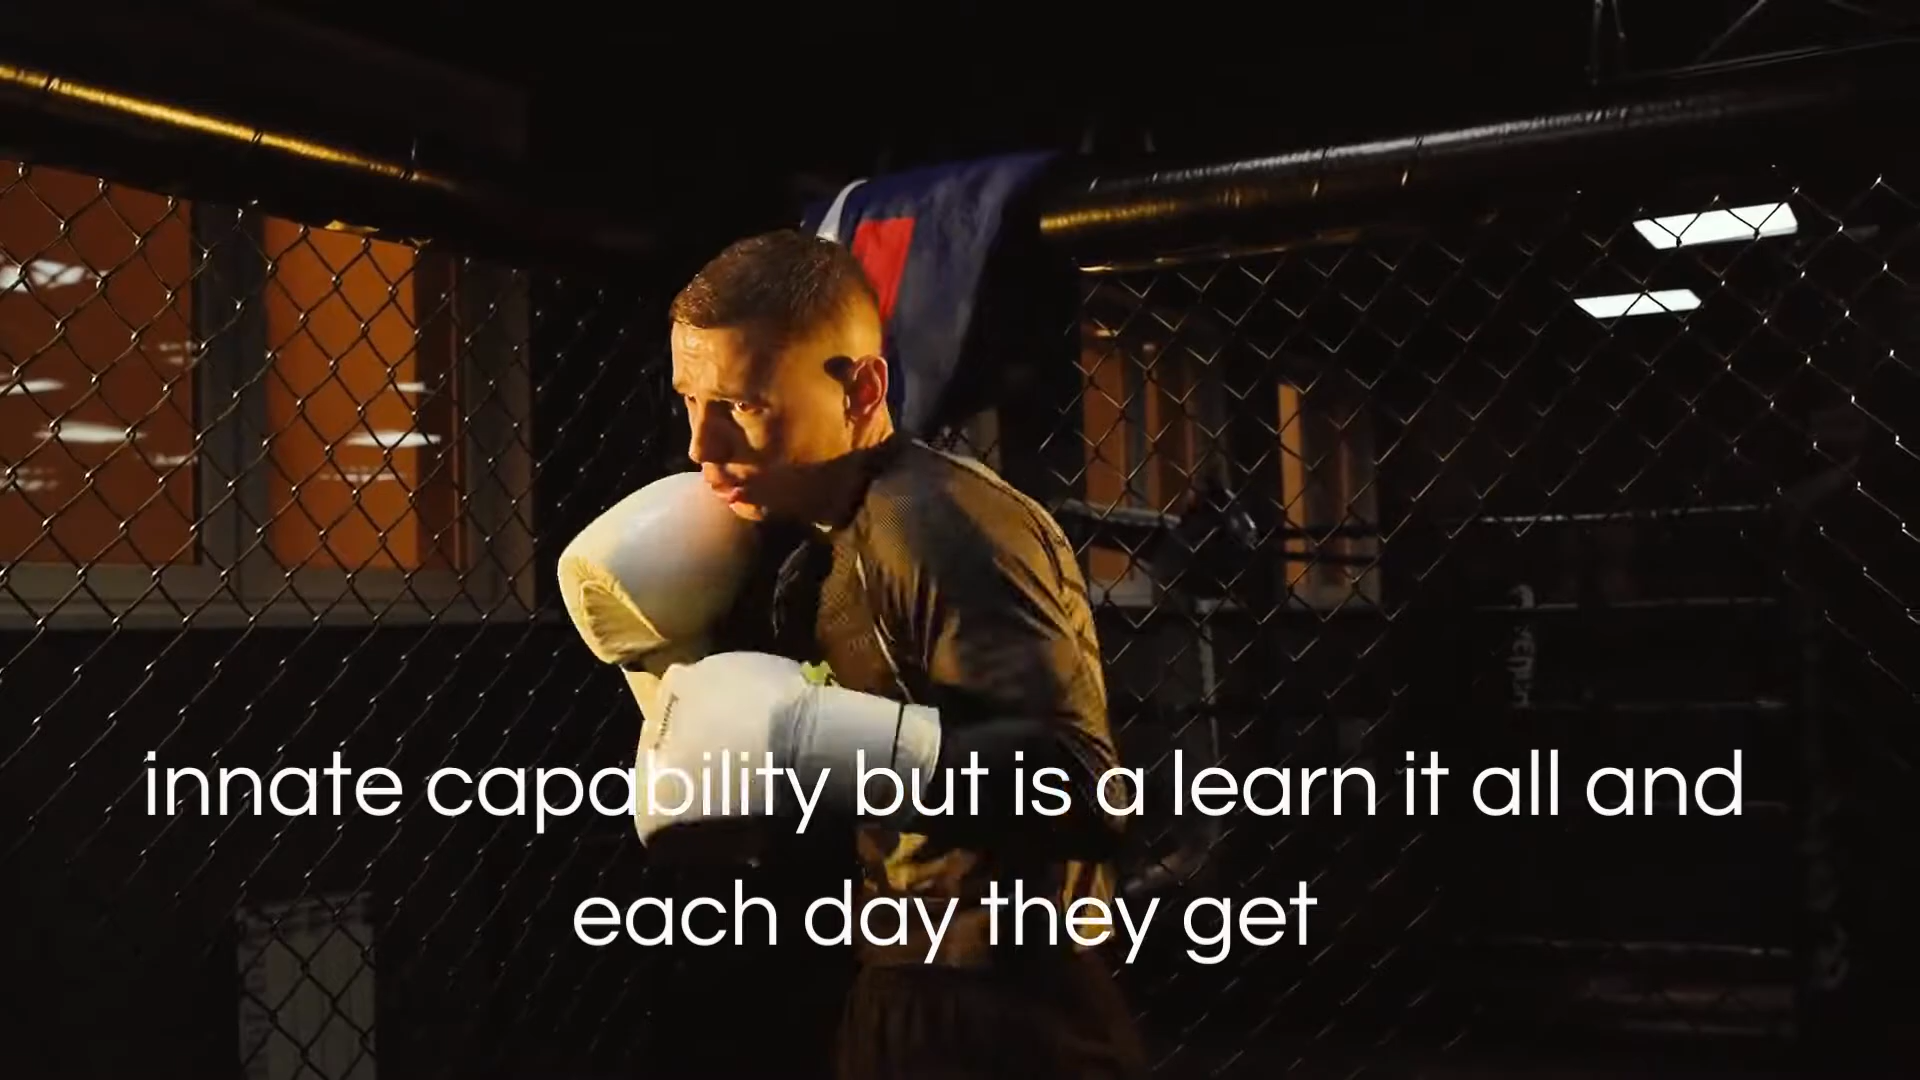 innate capability but is a learn it all and
each day they get